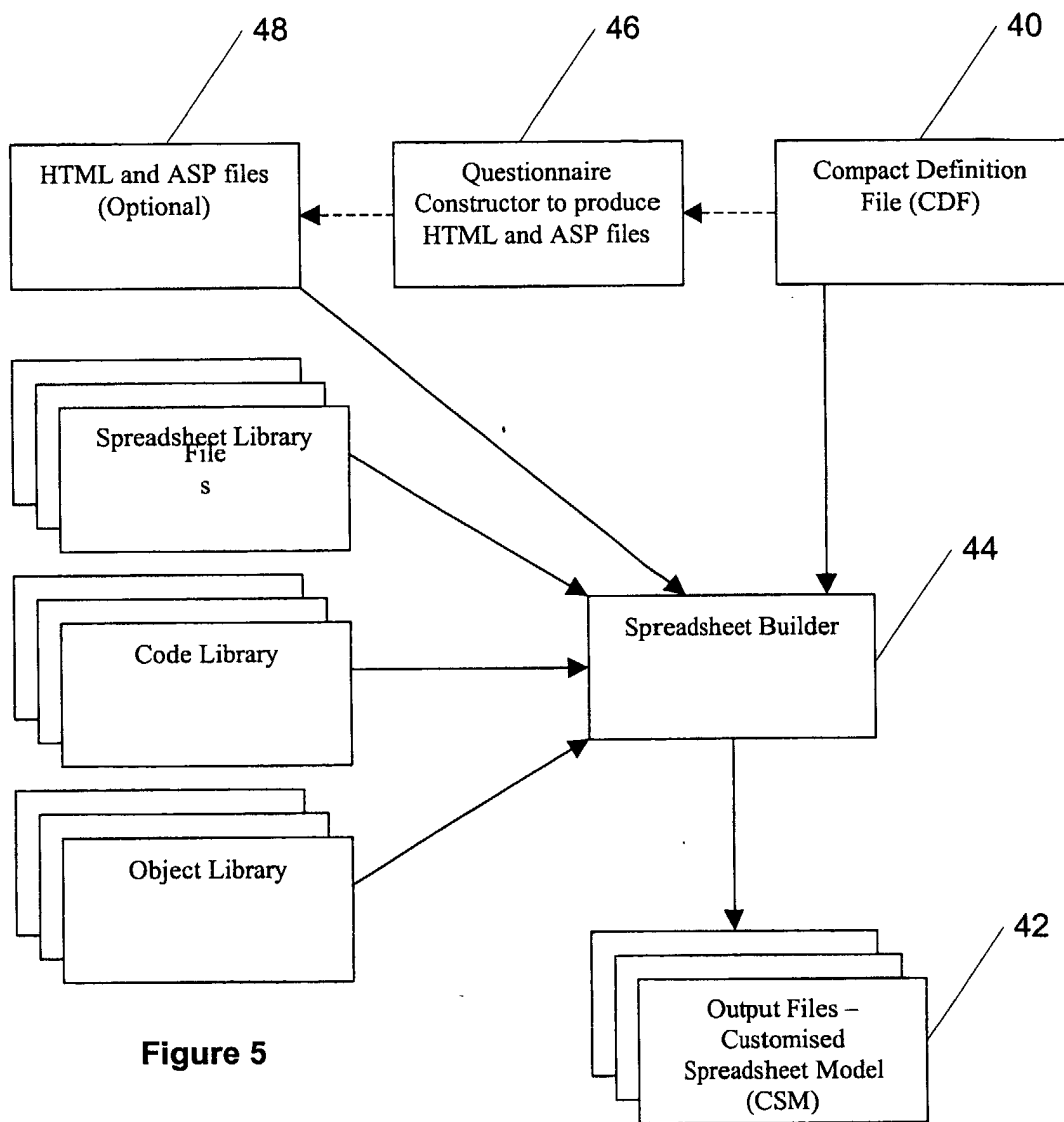 48
46
40
HTML and ASP files
(Optional)
Questionnaire
Constructor to produce
HTML and ASP files
Compact Definition
File (CDF)
Spreadsheet Library
File
s
44
Spreadsheet Builder
Code Library
Object Library
42
Output Files –
Customised
Spreadsheet Model
(CSM)
Figure 5